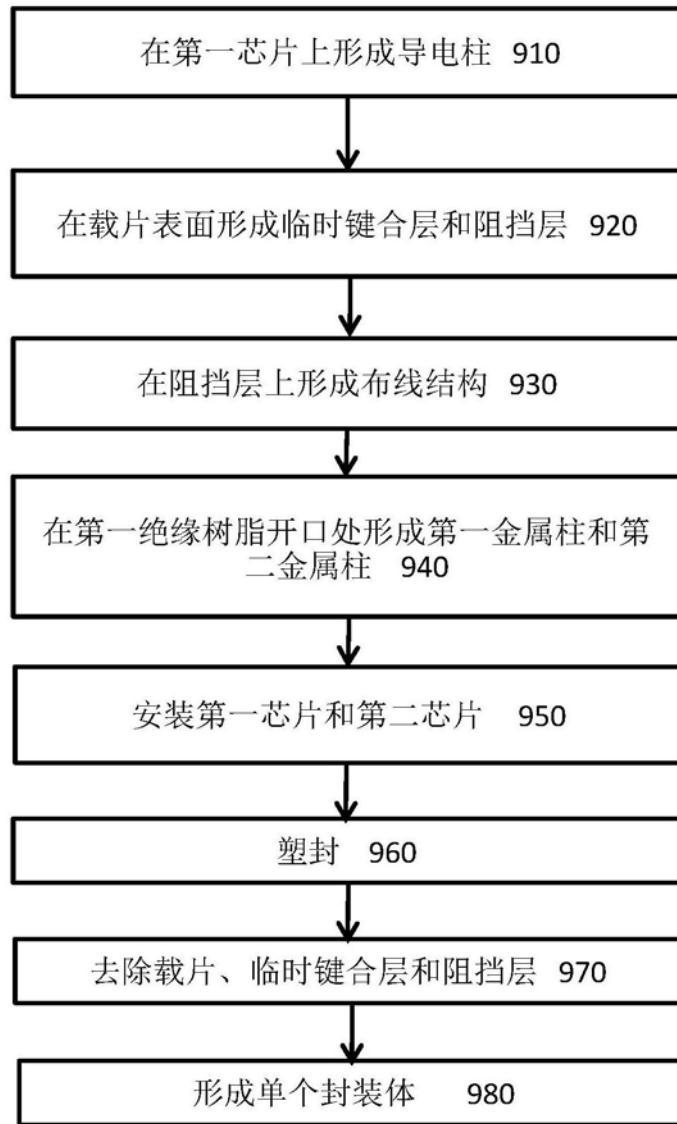 在第一芯片上形成导电柱 910
在载片表面形成临时键合层和阻挡层 920
在阻挡层上形成布线结构 930
在第一绝缘树脂开口处形成第一金属柱和第
二金属柱 940
安装第一芯片和第二芯片 950
塑封 960
去除载片、临时键合层和阻挡层 970
形成单个封装体 980